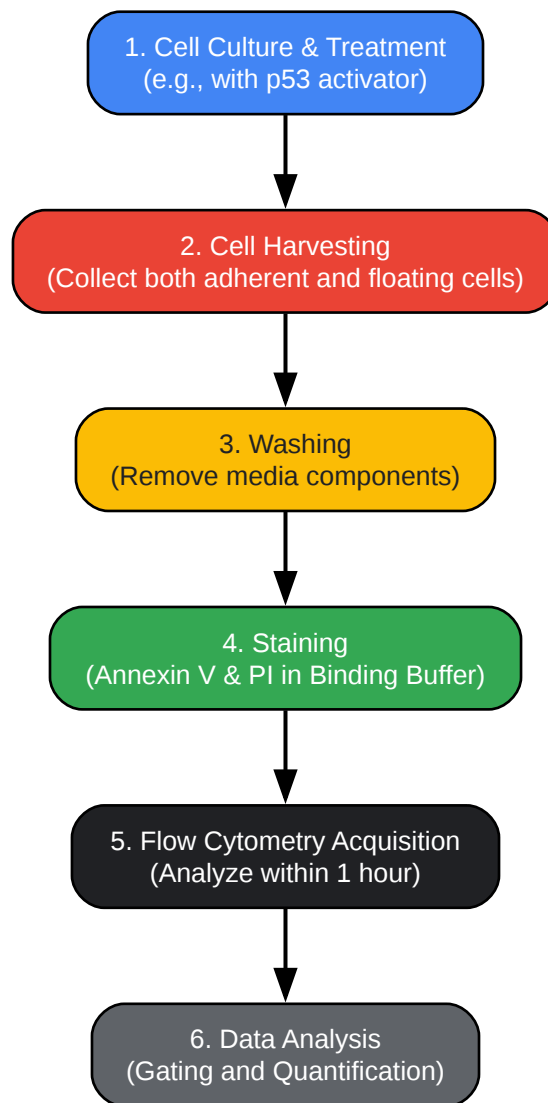 1. Cell Culture & Treatment
(e.g., with p53 activator)
2. Cell Harvesting
(Collect both adherent and floating cells)
3. Washing
(Remove media components)
4. Staining
(Annexin V & PI in Binding Buffer)
5. Flow Cytometry Acquisition
(Analyze within 1 hour)
6. Data Analysis
(Gating and Quantification)